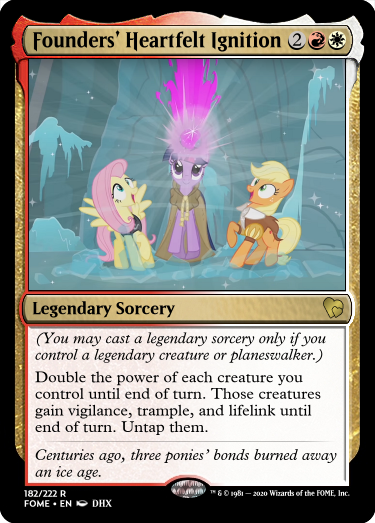 Founders' Heartfelt Ignition 2
Legendary Sorcery
(You may cast a legendary sorcery only if you
control a legendary creature or planeswalker.)
Double the power of each creature you
control until end of turn. Those creatures
gain vigilance, trample, and lifelink until
end of turn. Untap them.
Centuries ago, three ponies' bonds burned away
an ice age.
182/222 R
FOME • EN DHX
™ & © 1981 — 2020 Wizards of the FOME, Inc.